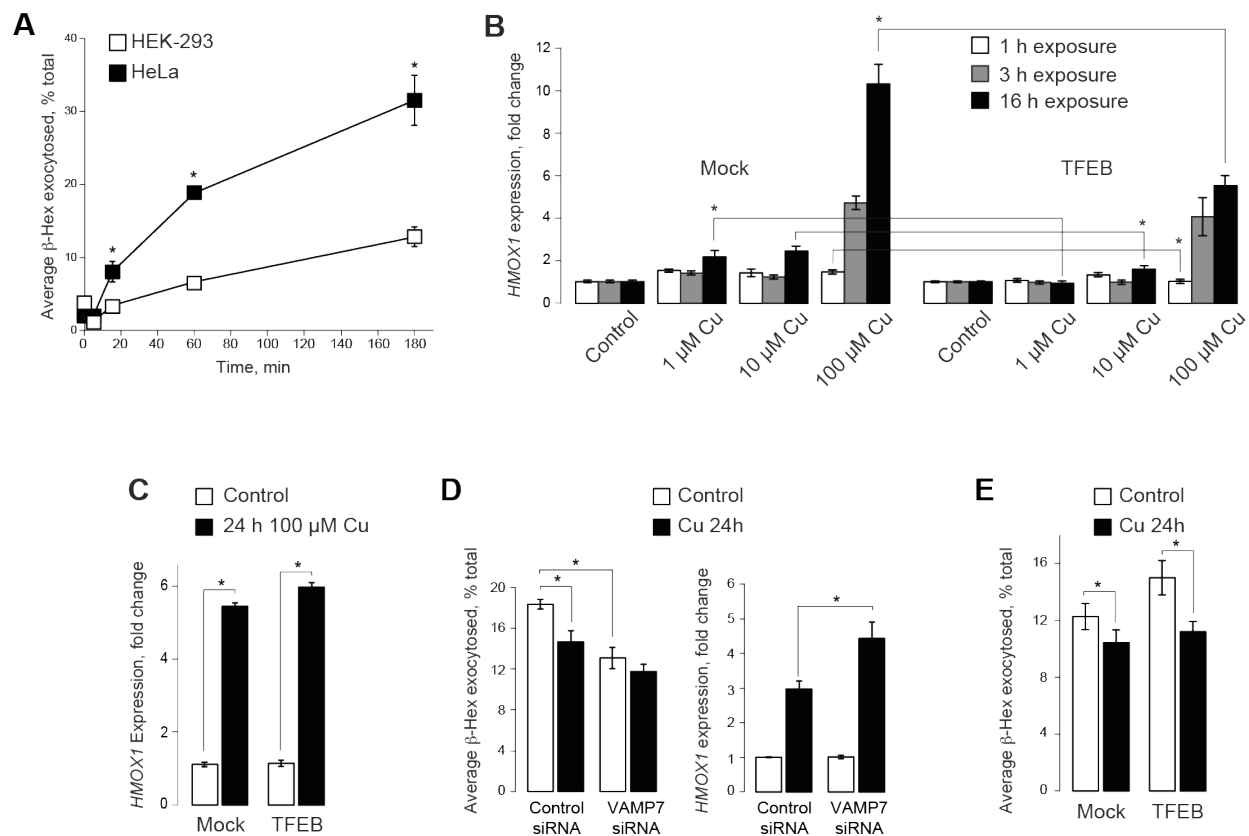 A
HEK-293
HeLa
Average β-Hex exocytosed, % total
40
30
20
10
0
*
*
*
0 20 40 60 80 100 120 140 160 180
Time, min
B
HMOX1 expression, fold change
12
10
8
6
4
2
0
1 h exposure
3 h exposure
16 h exposure
Mock
TFEB
*
*
*
*
Control
1 µM Cu
10 µM Cu
100 µM Cu
Control
1 µM Cu
10 µM Cu
100 µM Cu
C
Control
24 h 100 µM Cu
HMOX1 Expression, fold change
6
4
2
0
*
*
Mock
TFEB
D
Control
Cu 24h
Average β-Hex exocytosed, % total
20
16
12
8
4
0
*
*
Control
siRNA
VAMP7
siRNA
HMOX1 expression, fold change
6
5
4
3
2
1
0
*
Control
siRNA
VAMP7
siRNA
E
Control
Cu 24h
Average β-Hex exocytosed, % total
16
12
8
4
0
*
*
Mock
TFEB